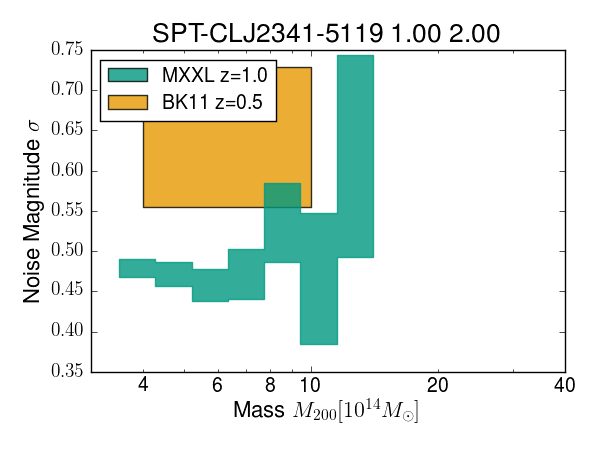 SPT-CLJ2341-5119 1.00 2.00
MXXL z=1.0
BK11 z=0.5
Noise Magnitude σ
0.75
0.70
0.65
0.60
0.55
0.50
0.45
0.40
0.35
4 6 8 10 20 40
Mass M₂₀₀[10¹⁴M⊙]